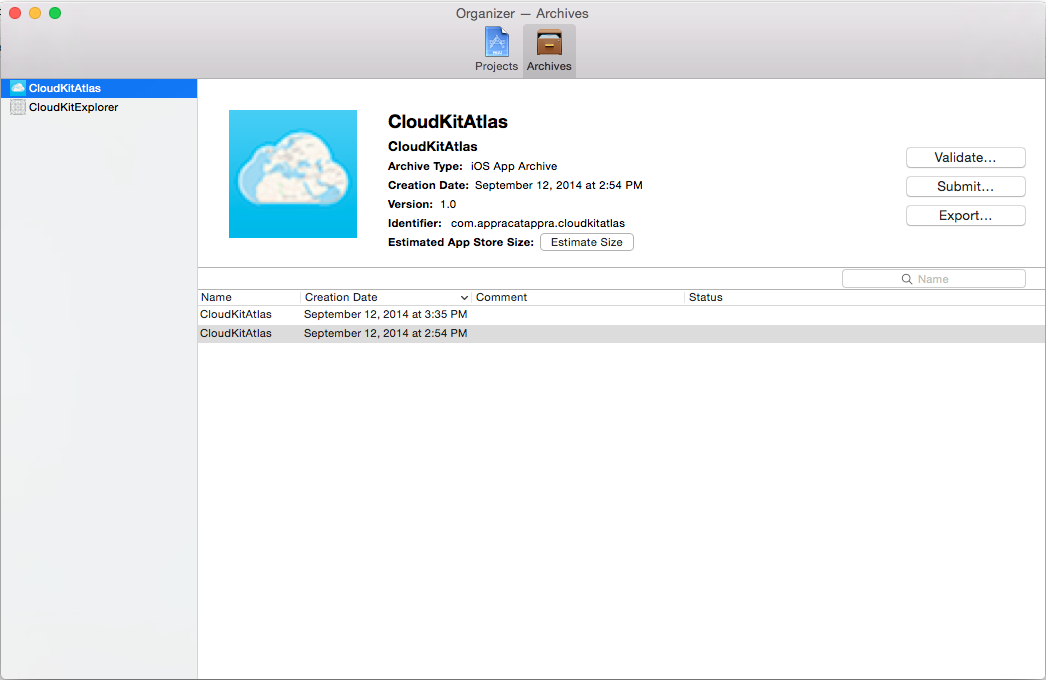 Organizer — Archives
Projects
Archives
CloudKitAtlas
CloudKitExplorer
CloudKitAtlas
CloudKitAtlas
Archive Type: iOS App Archive
Creation Date: September 12, 2014 at 2:54 PM
Version: 1.0
Identifier: com.appracatappra.cloudkitatlas
Estimated App Store Size: Estimate Size
Validate...
Submit...
Export...
Name
Name Creation Date Comment Status
CloudKitAtlas September 12, 2014 at 3:35 PM
CloudKitAtlas September 12, 2014 at 2:54 PM